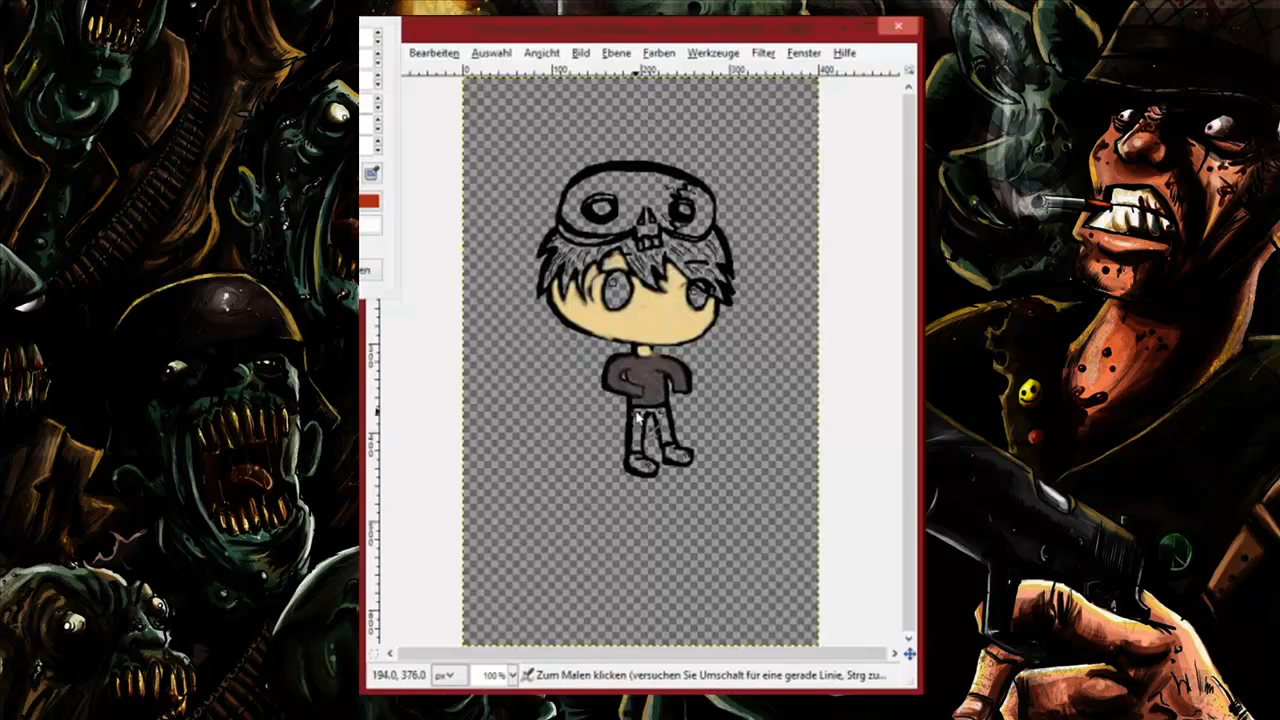 Bearbeiten Auswahl Ansicht Bild Ebene Farben Werkzeuge Filter Fenster Hilfe
0 100 200 300 400
en
194.0, 376.0 px 100 % Zum Malen klicken (versuchen Sie Umschalt für eine gerade Linie, Strg zu...